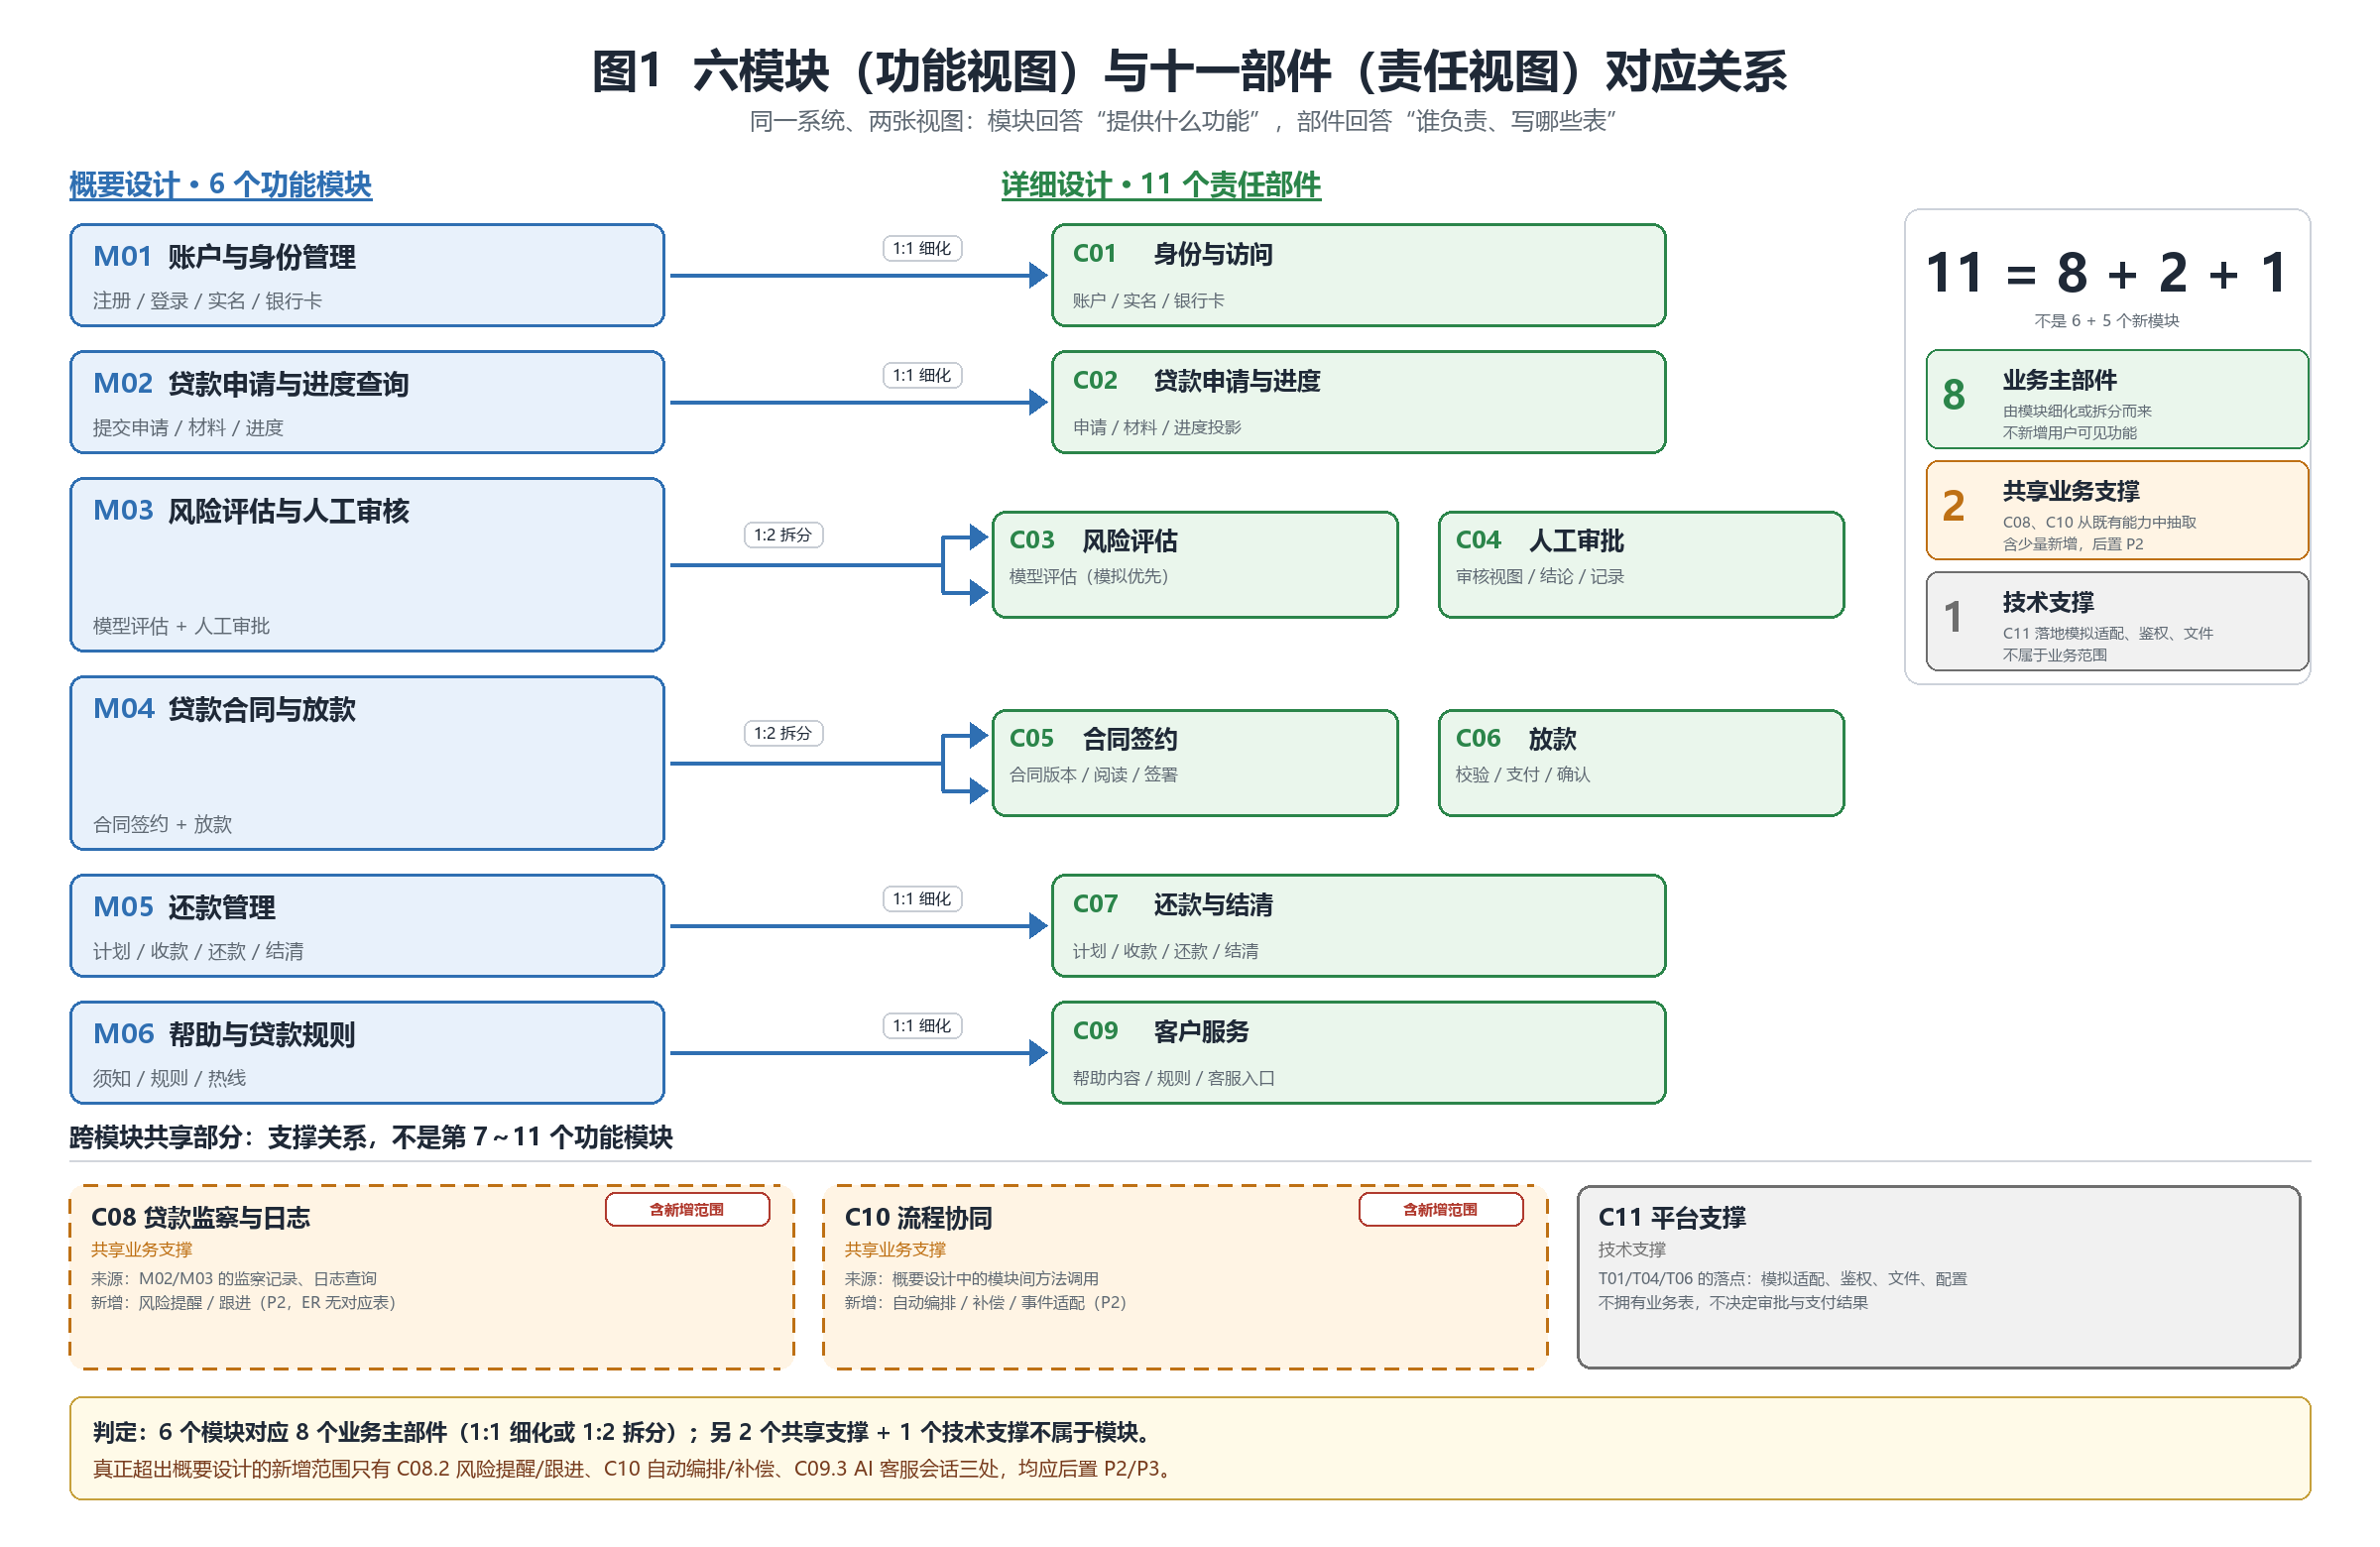 图1 六模块（功能视图）与十一部件（责任视图）对应关系
同一系统、两张视图：模块回答“提供什么功能”，部件回答“谁负责、写哪些表”
概要设计 • 6 个功能模块
详细设计 • 11 个责任部件
M01 账户与身份管理
注册 / 登录 / 实名 / 银行卡
1:1 细化
C01 身份与访问
账户 / 实名 / 银行卡
M02 贷款申请与进度查询
提交申请 / 材料 / 进度
1:1 细化
C02 贷款申请与进度
申请 / 材料 / 进度投影
M03 风险评估与人工审核
模型评估 + 人工审批
1:2 拆分
C03 风险评估
模型评估（模拟优先）
C04 人工审批
审核视图 / 结论 / 记录
M04 贷款合同与放款
合同签约 + 放款
1:2 拆分
C05 合同签约
合同版本 / 阅读 / 签署
C06 放款
校验 / 支付 / 确认
M05 还款管理
计划 / 收款 / 还款 / 结清
1:1 细化
C07 还款与结清
计划 / 收款 / 还款 / 结清
M06 帮助与贷款规则
须知 / 规则 / 热线
1:1 细化
C09 客户服务
帮助内容 / 规则 / 客服入口
11 = 8 + 2 + 1
不是 6 + 5 个新模块
8 业务主部件
由模块细化或拆分而来
不新增用户可见功能
2 共享业务支撑
C08、C10 从既有能力中抽取
含少量新增，后置 P2
1 技术支撑
C11 落地模拟适配、鉴权、文件
不属于业务范围
跨模块共享部分：支撑关系，不是第 7～11 个功能模块
C08 贷款监察与日志
含新增范围
共享业务支撑
来源：M02/M03 的监察记录、日志查询
新增：风险提醒 / 跟进（P2，ER 无对应表）
C10 流程协同
含新增范围
共享业务支撑
来源：概要设计中的模块间方法调用
新增：自动编排 / 补偿 / 事件适配（P2）
C11 平台支撑
技术支撑
T01/T04/T06 的落点：模拟适配、鉴权、文件、配置
不拥有业务表，不决定审批与支付结果
判定：6 个模块对应 8 个业务主部件（1:1 细化或 1:2 拆分）；另 2 个共享支撑 + 1 个技术支撑不属于模块。
真正超出概要设计的新增范围只有 C08.2 风险提醒/跟进、C10 自动编排/补偿、C09.3 AI 客服会话三处，均应后置 P2/P3。